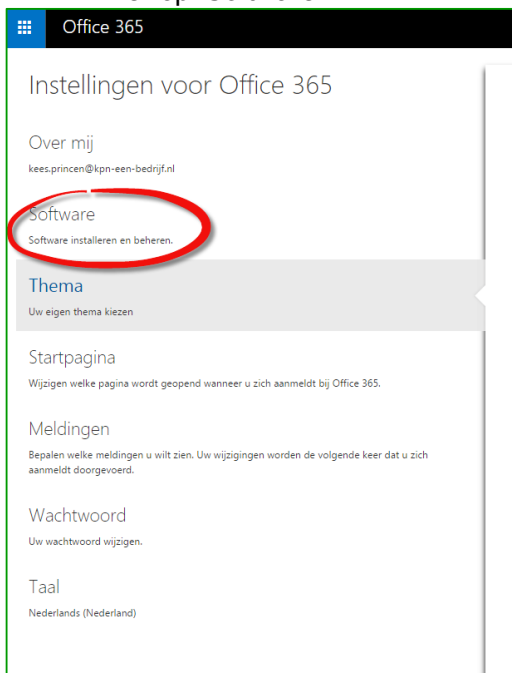 Office 365
Instellingen voor Office 365
Over mij
kees.princen@kpn-een-bedrijf.nl
Software
Software installeren en beheren.
Thema
Uw eigen thema kiezen
Startpagina
Wijzigen welke pagina wordt geopend wanneer u zich aanmeldt bij Office 365.
Meldingen
Bepalen welke meldingen u wilt zien. Uw wijzigingen worden de volgende keer dat u zich
aanmeldt doorgevoerd.
Wachtwoord
Uw wachtwoord wijzigen.
Taal
Nederlands (Nederland)